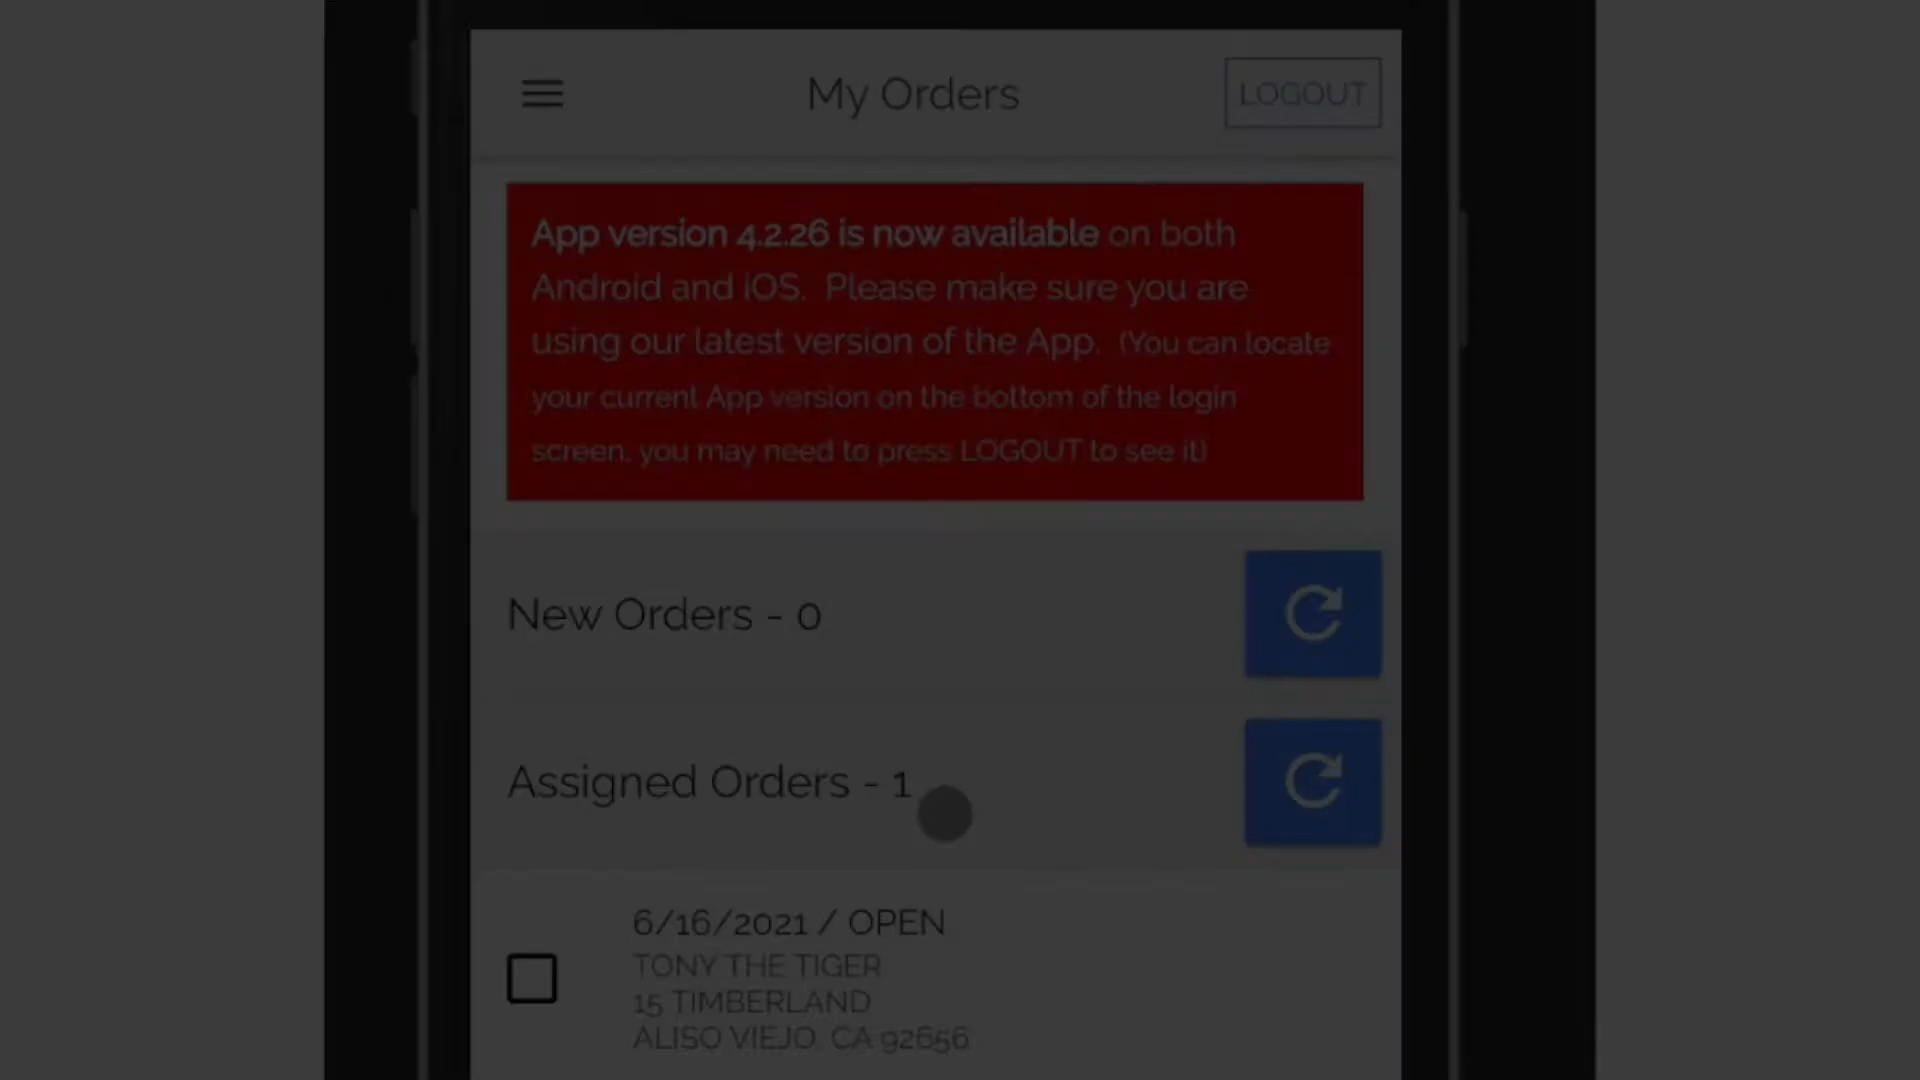 My Orders
LOGOUT
App version 4.2.26 is now available on both
Android and iOS. Please make sure you are
using our latest version of the App. (You can locate
your current App version on the bottom of the login
screen, you may need to press LOGOUT to see it)
New Orders - 0
Assigned Orders - 1
6/16/2021 / OPEN
TONY THE TIGER
15 TIMBERLAND
ALISO VIEJO, CA 92656